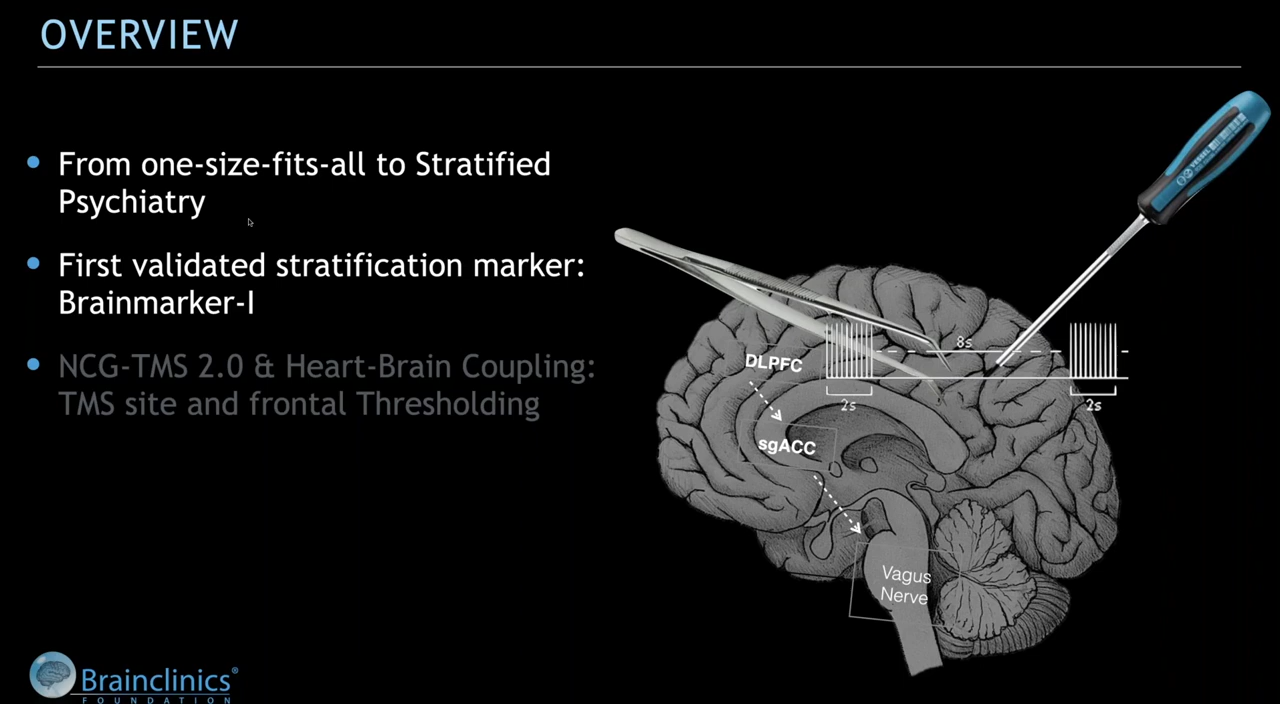 OVERVIEW
From one-size-fits-all to Stratified
Psychiatry
First validated stratification marker:
Brainmarker-I
NCG-TMS 2.0 & Heart-Brain Coupling:
TMS site and frontal Thresholding
8s
DLPFC
2s
2s
sgACC
Vagus
Nerve
VESSEL
Brainclinics®
FOUNDATION